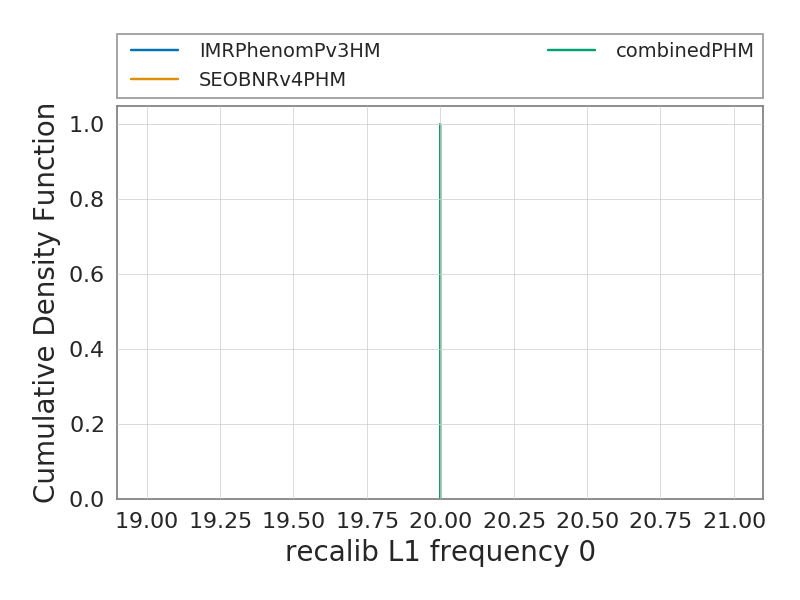 IMRPhenomPv3HM
SEOBNRv4PHM
combinedPHM
Cumulative Density Function
1.0
0.8
0.6
0.4
0.2
0.0
19.00 19.25 19.50 19.75 20.00 20.25 20.50 20.75 21.00
recalib L1 frequency 0